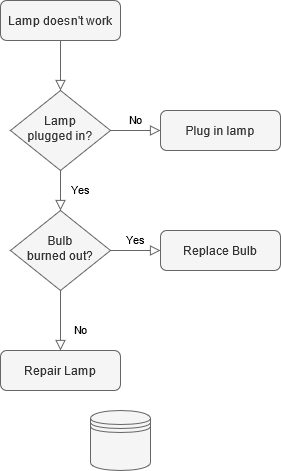 Lamp doesn't work
Lamp
plugged in?
No
Plug in lamp
Yes
Bulb
burned out?
Yes
Replace Bulb
No
Repair Lamp